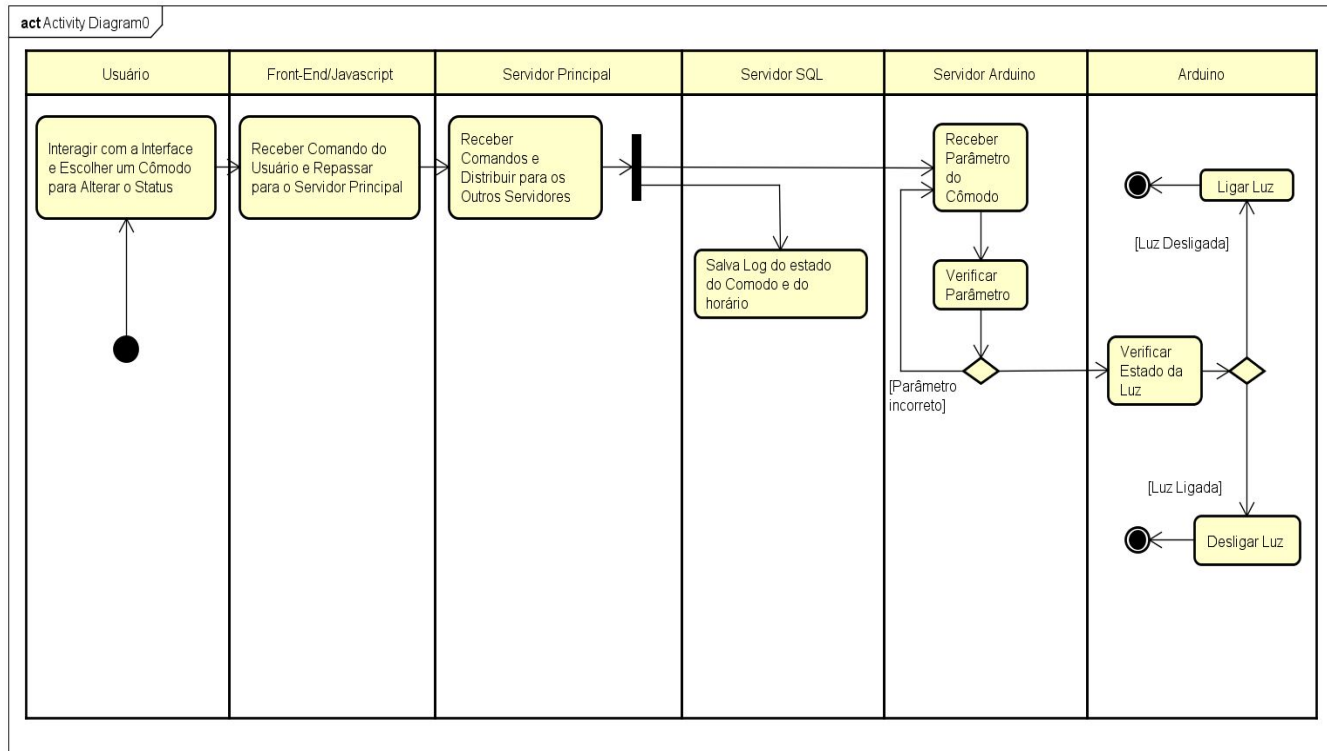 act Activity Diagram0
Usuário
Front-End/Javascript
Servidor Principal
Servidor SQL
Servidor Arduino
Arduino
Interagir com a Interface
e Escolher um Cômodo
para Alterar o Status
Receber Comando do
Usuário e Repassar
para o Servidor Principal
Receber
Comandos e
Distribuir para os
Outros Servidores
Salva Log do estado
do Comodo e do
horário
Receber
Parâmetro
do
Cômodo
Verificar
Parâmetro
[Parâmetro
incorreto]
Verificar
Estado da
Luz
Ligar Luz
[Luz Desligada]
[Luz Ligada]
Desligar Luz